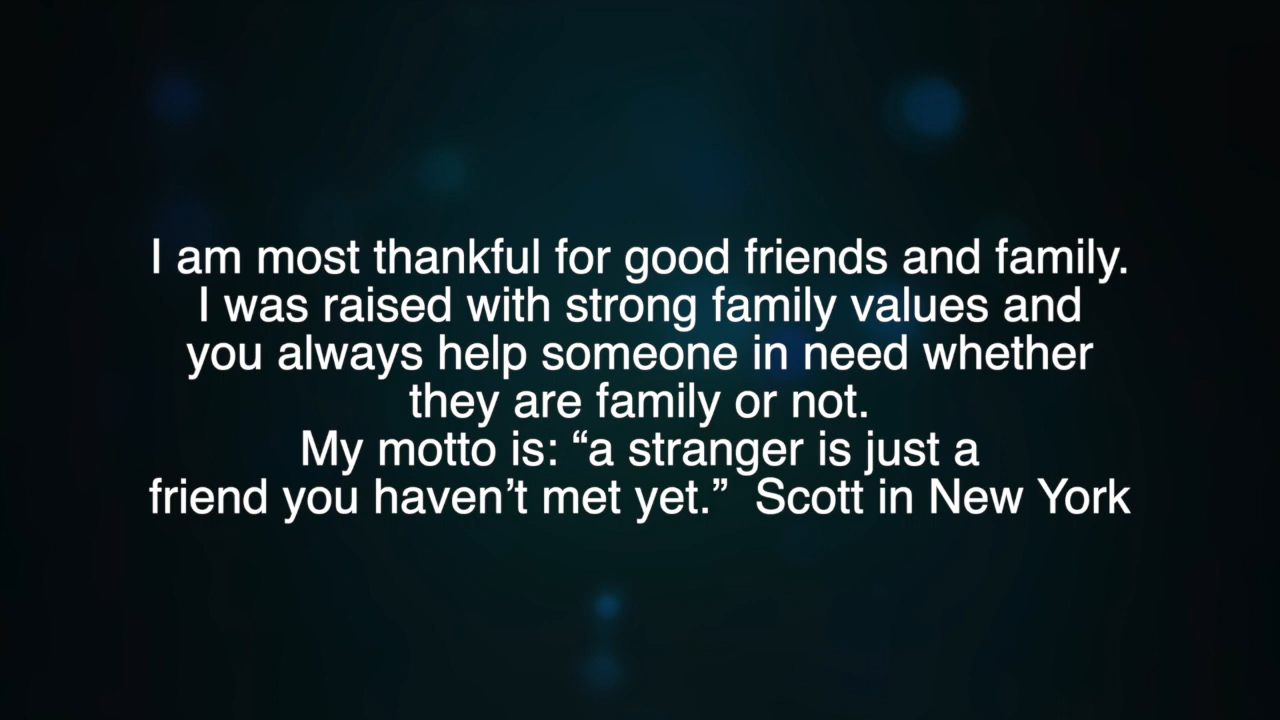 I am most thankful for good friends and family.
I was raised with strong family values and
you always help someone in need whether
they are family or not.
My motto is: “a stranger is just a
friend you haven’t met yet.”  Scott in New York